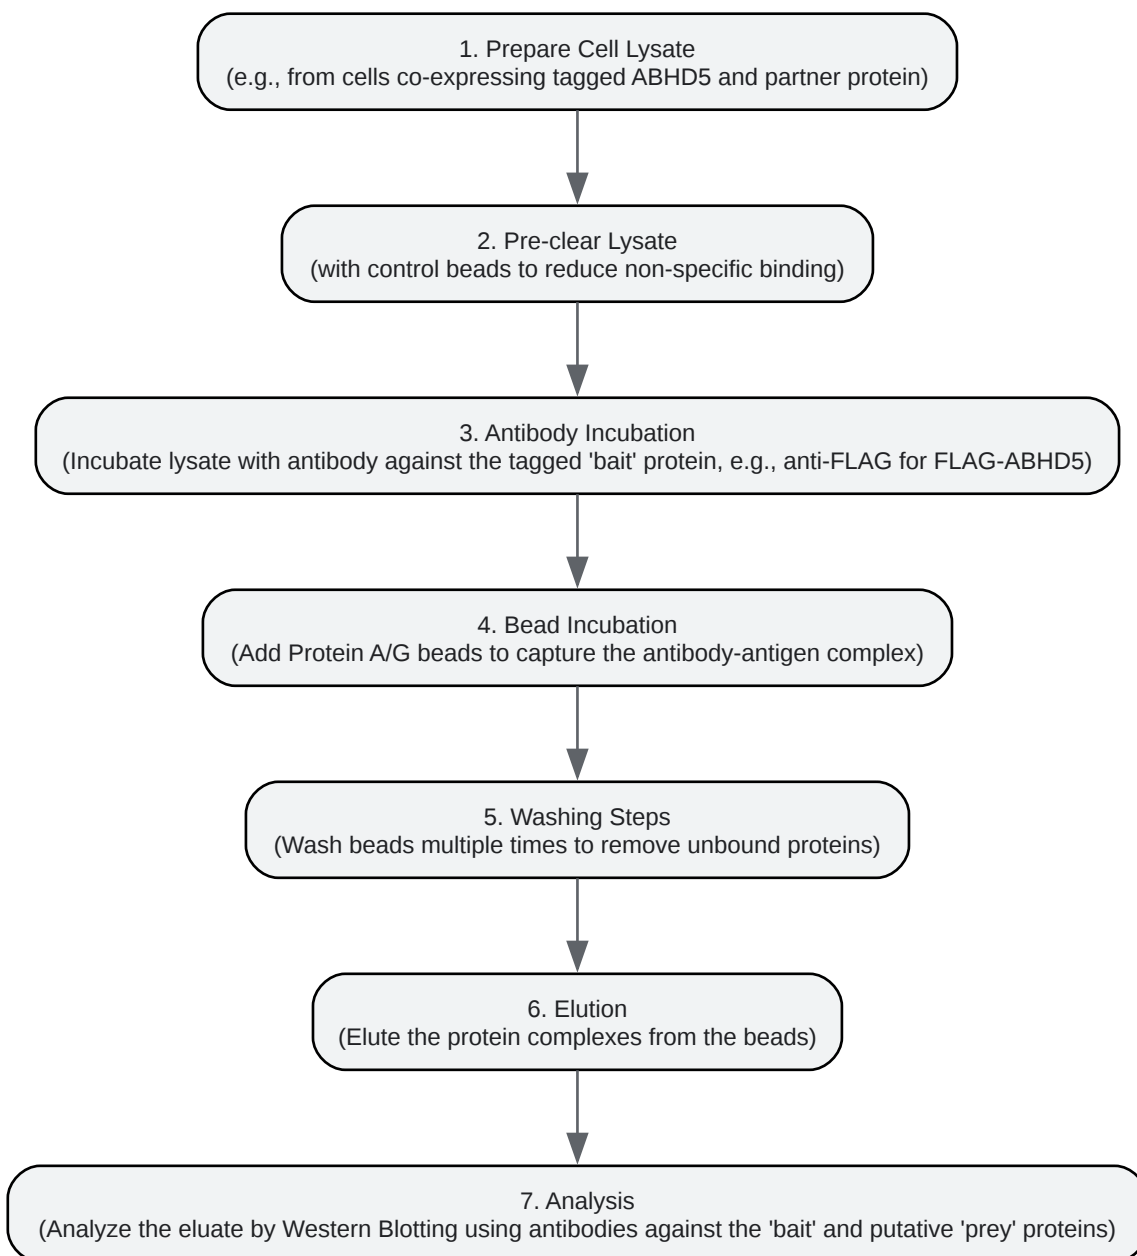 1. Prepare Cell Lysate
(e.g., from cells co-expressing tagged ABHD5 and partner protein)
2. Pre-clear Lysate
(with control beads to reduce non-specific binding)
3. Antibody Incubation
(Incubate lysate with antibody against the tagged 'bait' protein, e.g., anti-FLAG for FLAG-ABHD5)
4. Bead Incubation
(Add Protein A/G beads to capture the antibody-antigen complex)
5. Washing Steps
(Wash beads multiple times to remove unbound proteins)
6. Elution
(Elute the protein complexes from the beads)
7. Analysis
(Analyze the eluate by Western Blotting using antibodies against the 'bait' and putative 'prey' proteins)